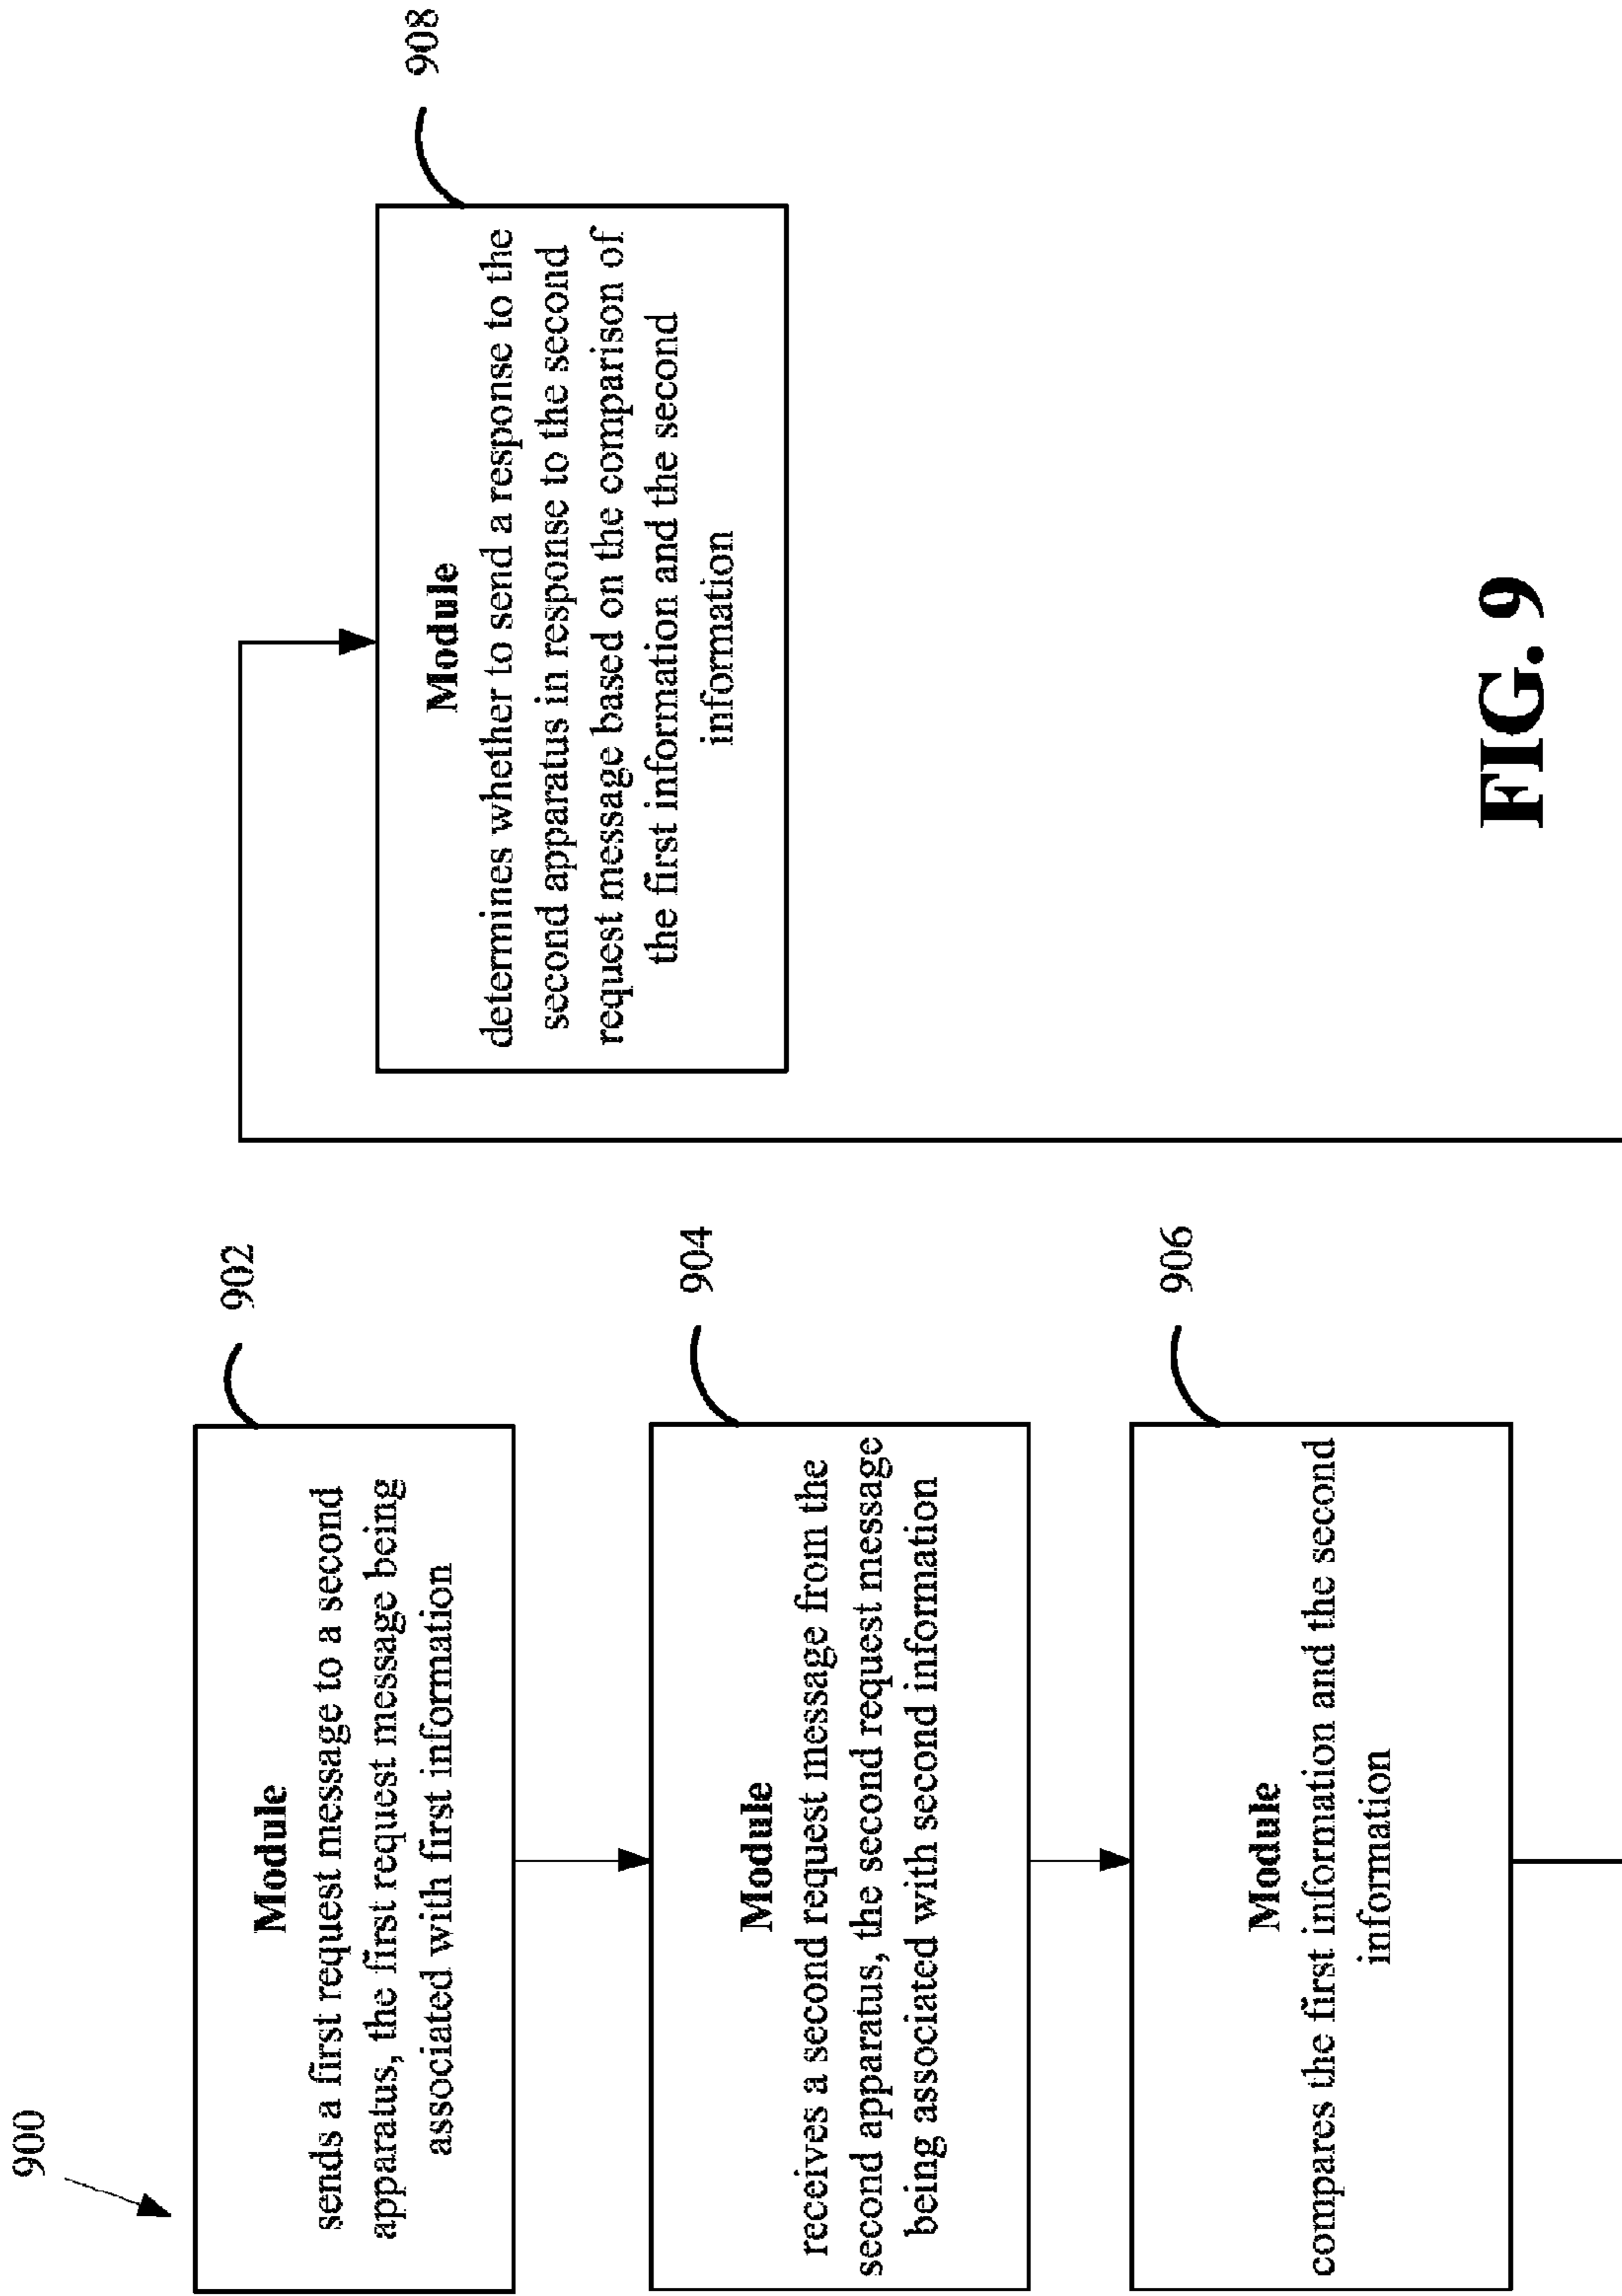 900
902
Module
sends a first request message to a second
apparatus, the first request message being
associated with first information
904
Module
receives a second request message from the
second apparatus, the second request message
being associated with second information
906
Module
compares the first information and the second
information
908
Module
determines whether to send a response to the
second apparatus in response to the second
request message based on the comparison of
the first information and the second
information
FIG. 9